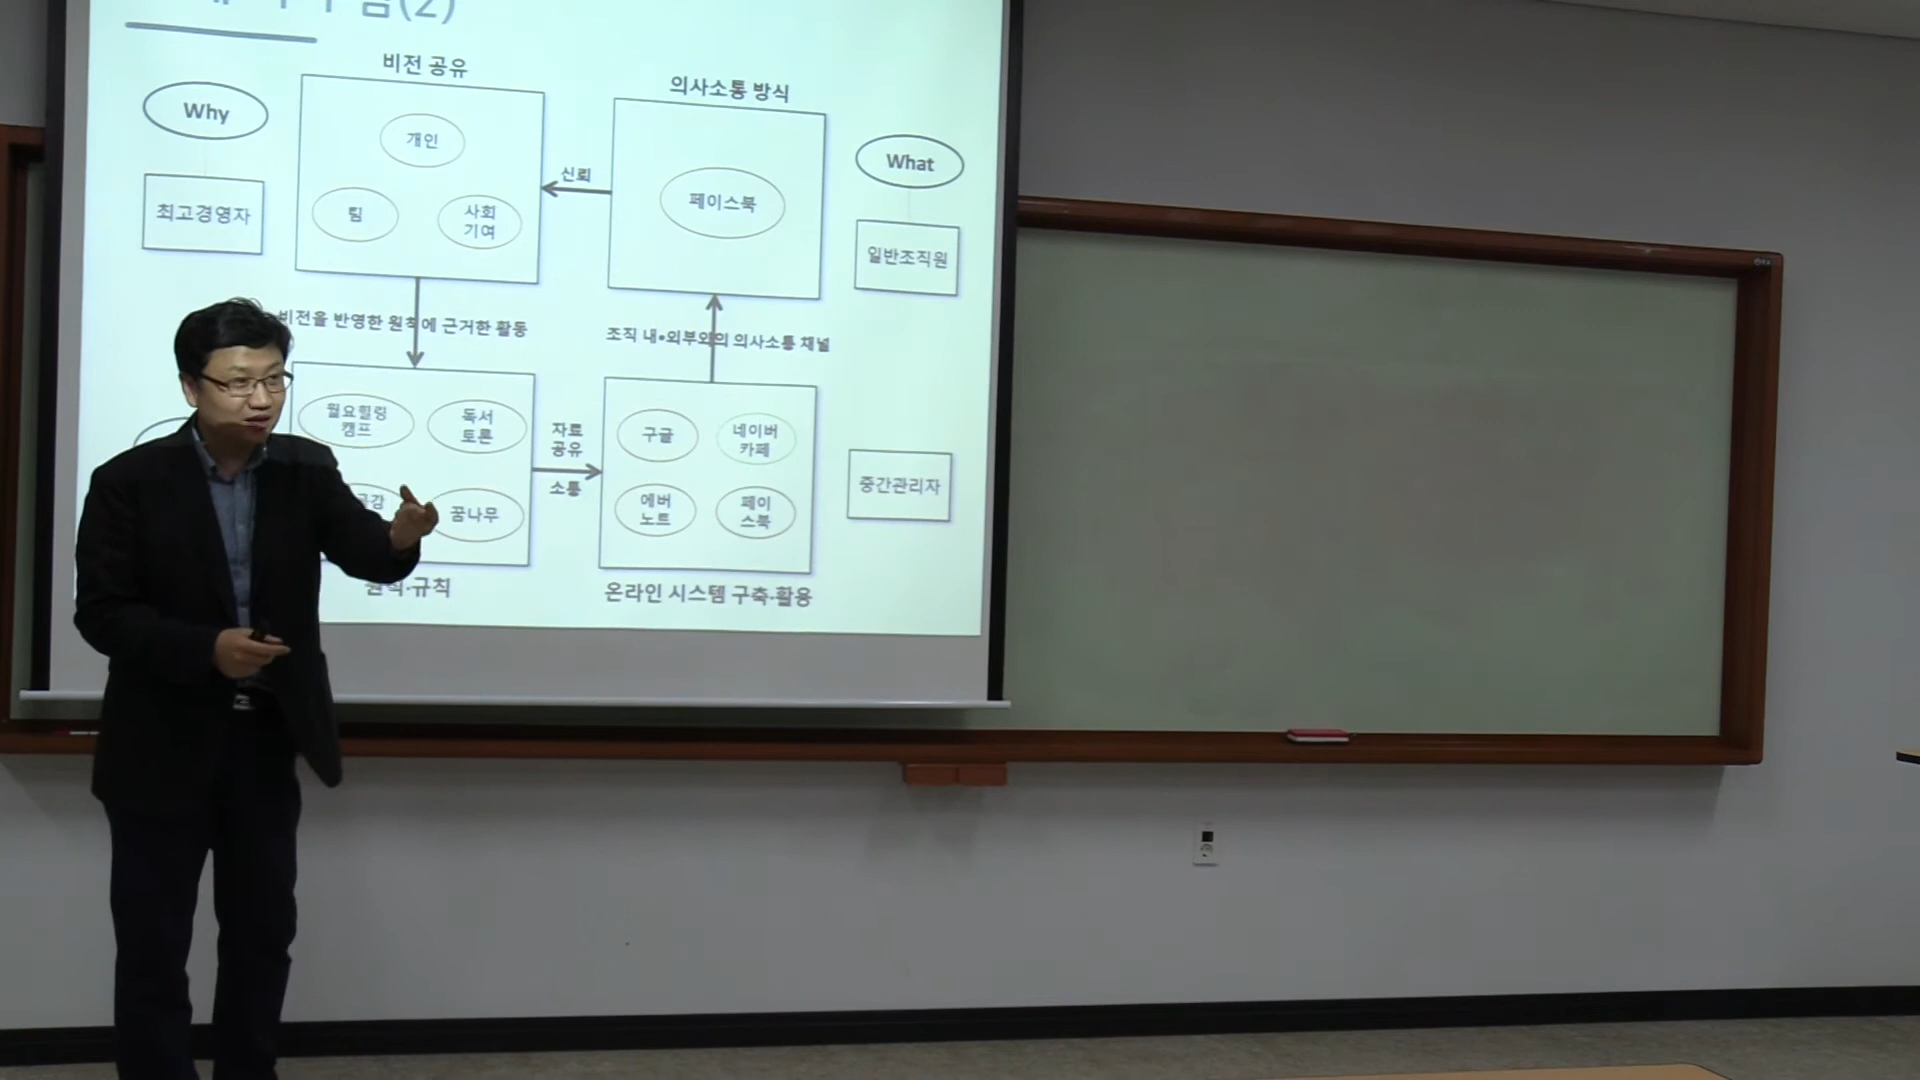 (2)
비전 공유
의사소통 방식
Why
개인
What
신뢰
페이스북
최고경영자
팀
사회
기여
일반조직원
비전을 반영한 원칙에 근거한 활동
조직 내•외부와의 의사소통 채널
월요힐링
캠프
독서
토론
자료
공유
소통
구글
네이버
카페
공감
꿈나무
에버
노트
페이
스북
중간관리자
원칙·규칙
온라인 시스템 구축·활용